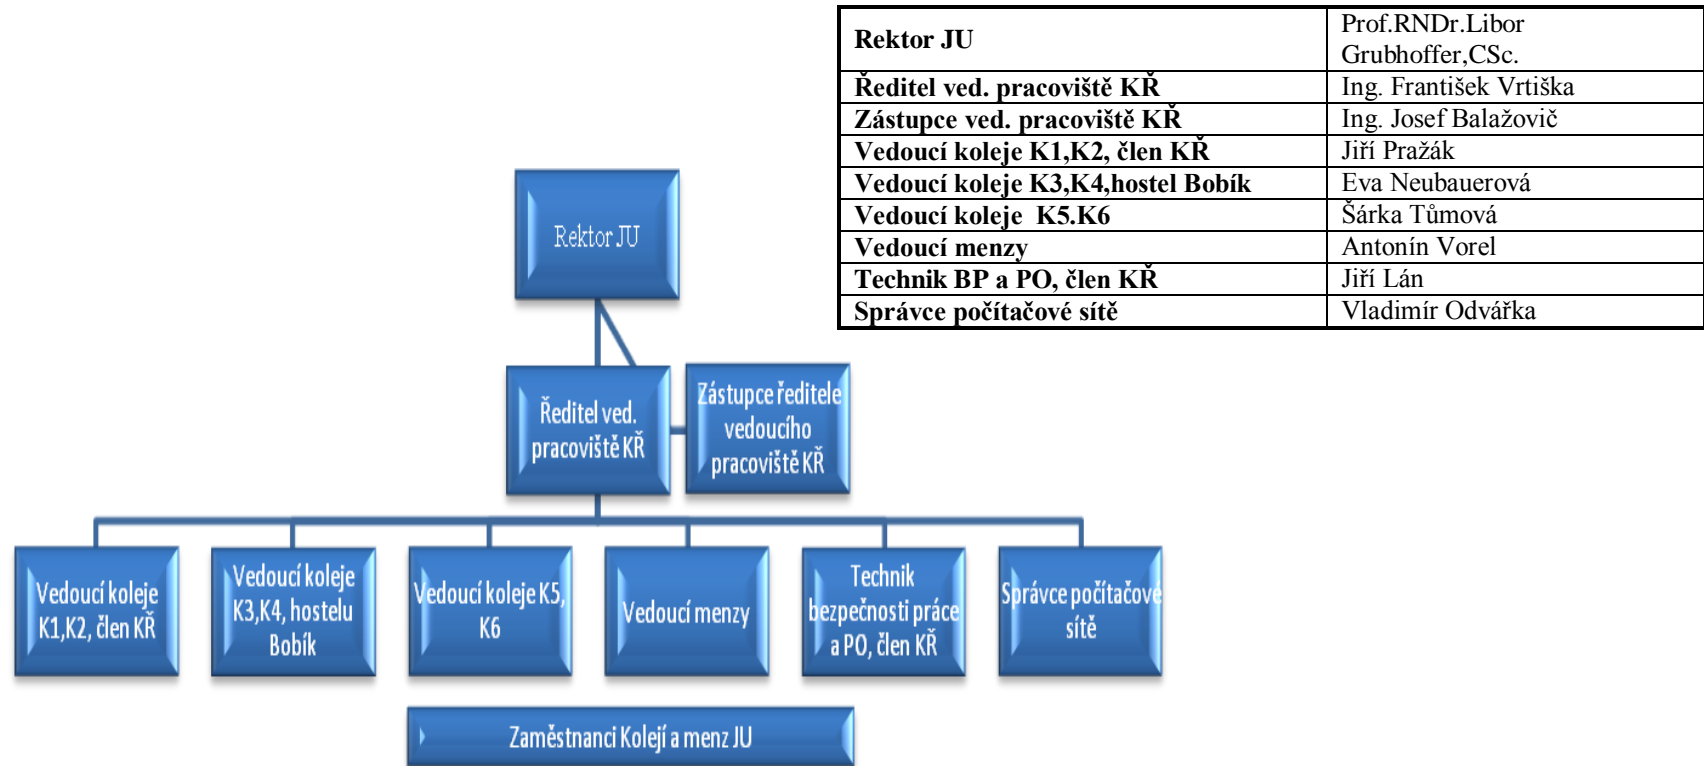 Rektor JU
Prof.RNDr.Libor
Grubhoffer,CSc.
Ředitel ved. pracoviště KŘ
Ing. František Vrtiška
Zástupce ved. pracoviště KŘ
Ing. Josef Balažovič
Vedoucí koleje K1,K2, člen KŘ
Jiří Pražák
Vedoucí koleje K3,K4,hostel Bobík
Eva Neubauerová
Vedoucí koleje  K5.K6
Šárka Tůmová
Vedoucí menzy
Antonín Vorel
Technik BP a PO, člen KŘ
Jiří Lán
Správce počítačové sítě
Vladimír Odvářka
Rektor JU
Ředitel ved.
pracoviště KŘ
Zástupce ředitele
vedoucího
pracoviště KŘ
Vedoucí koleje
K1,K2, člen KŘ
Vedoucí koleje
K3,K4, hostelu
Bobík
Vedoucí koleje K5,
K6
Vedoucí menzy
Technik
bezpečnosti práce
a PO, člen KŘ
Správce počítačové
sítě
Zaměstnanci Kolejí a menz JU